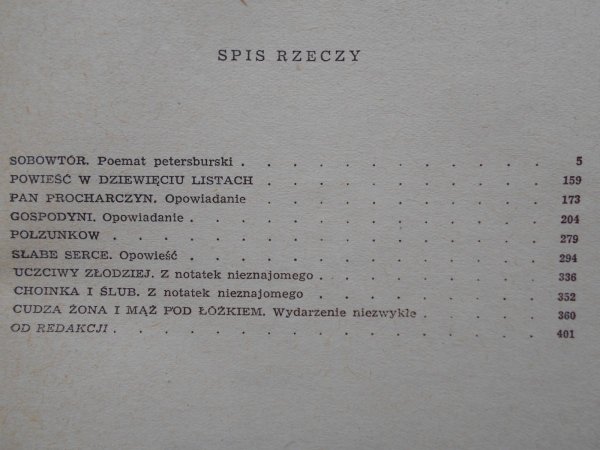 SPIS RZECZY
SOBOWTÓR. Poemat petersburski . . . . . . . . . . . . 5
POWIEŚĆ W DZIEWIĘCIU LISTACH . . . . . . . . . . . 159
PAN PROCHARCZYN. Opowiadanie . . . . . . . . . . . 173
GOSPODYNI. Opowiadanie . . . . . . . . . . . . . 204
POŁZUNKOW . . . . . . . . . . . . . . . . 279
SŁABE SERCE. Opowieść . . . . . . . . . . . . . 294
UCZCIWY ZŁODZIEJ. Z notatek nieznajomego . . . . . . . . 336
CHOINKA I ŚLUB. Z notatek nieznajomego . . . . . . . . 352
CUDZA ŻONA I MĄŻ POD ŁÓŻKIEM. Wydarzenie niezwykłe . . . . 360
OD REDAKCJI . . . . . . . . . . . . . . . . 401